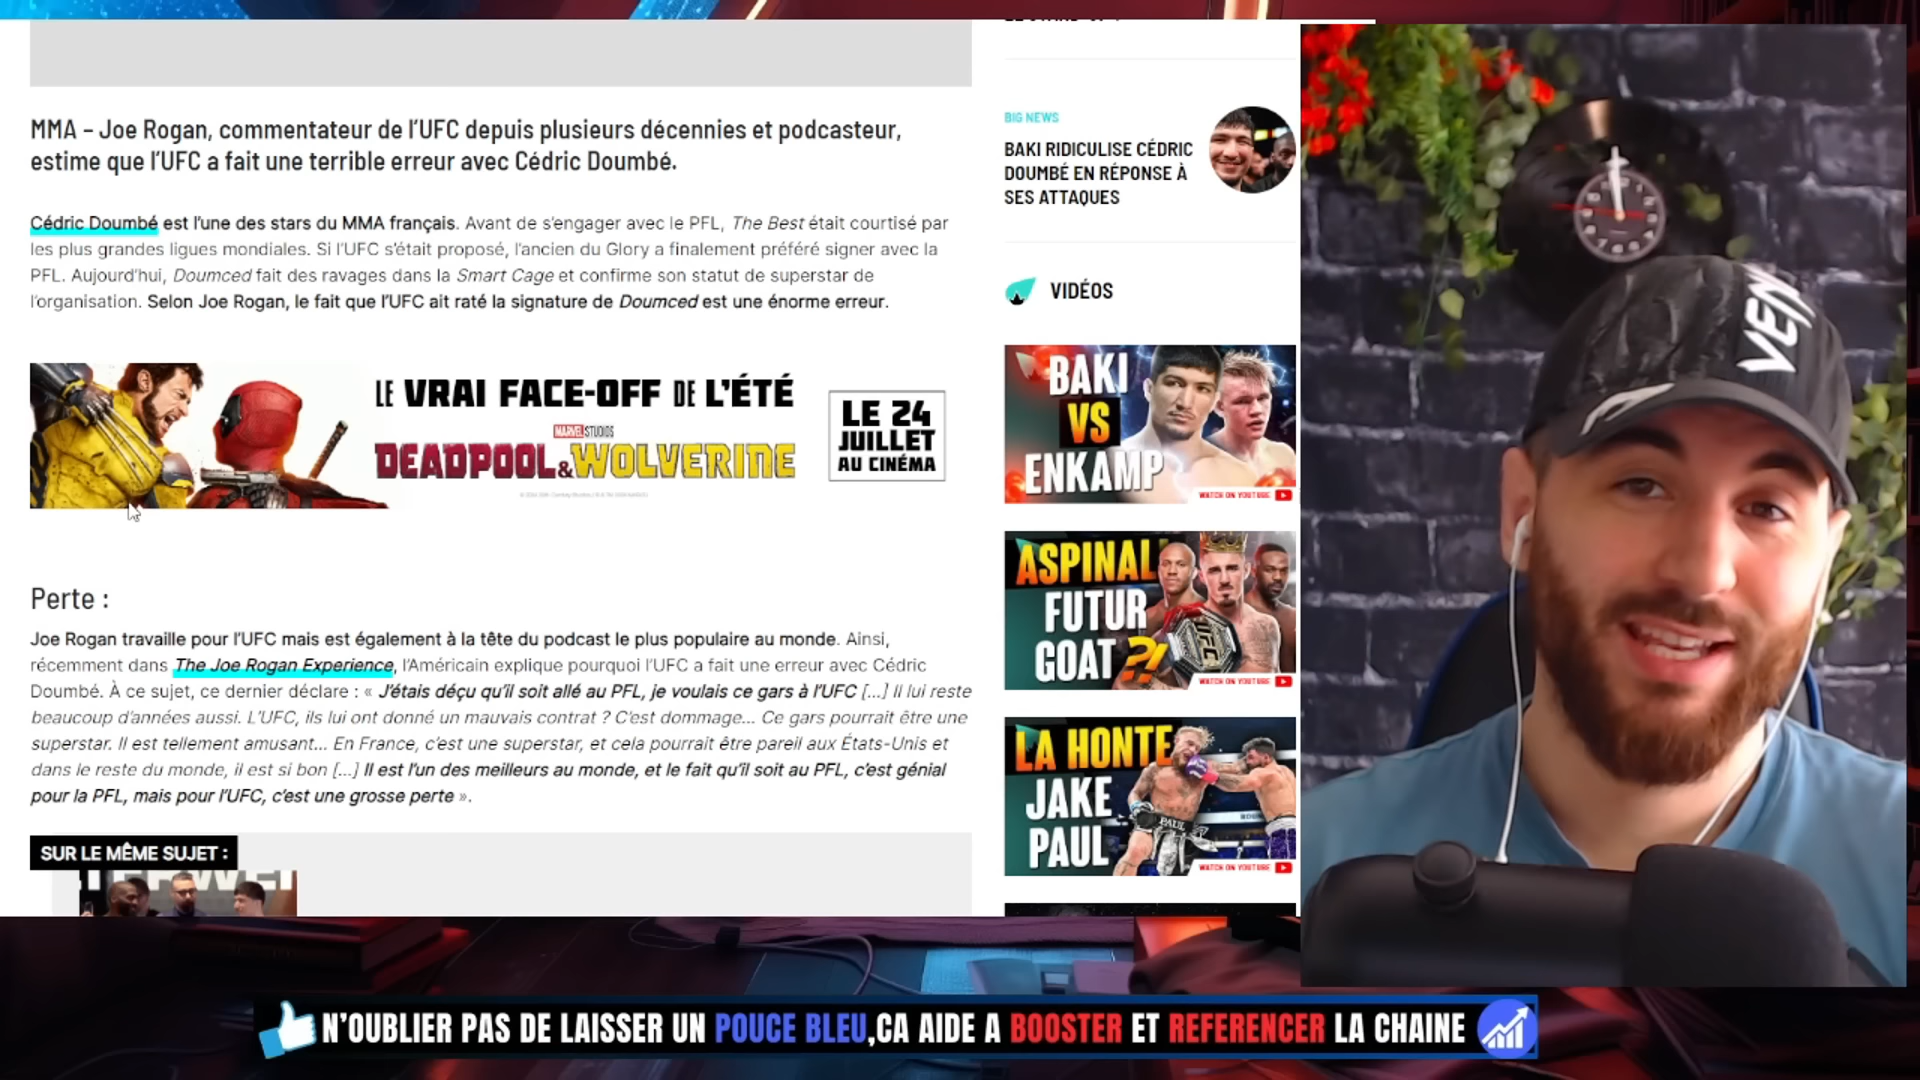 MMA – Joe Rogan, commentateur de l’UFC depuis plusieurs décennies et podcasteur,
estime que l’UFC a fait une terrible erreur avec Cédric Doumbé.
Cédric Doumbé est l’une des stars du MMA français. Avant de s’engager avec le PFL, The Best était courtisé par
les plus grandes ligues mondiales. Si l’UFC s’était proposé, l’ancien du Glory a finalement préféré signer avec la
PFL. Aujourd’hui, Doumced fait des ravages dans la Smart Cage et confirme son statut de superstar de
l’organisation. Selon Joe Rogan, le fait que l’UFC ait raté la signature de Doumced est une énorme erreur.
LE VRAI FACE-OFF DE L’ÉTÉ
MARVEL STUDIOS
DEADPOOL & WOLVERINE
LE 24
JUILLET
AU CINÉMA
Perte :
Joe Rogan travaille pour l’UFC mais est également à la tête du podcast le plus populaire au monde. Ainsi,
récemment dans The Joe Rogan Experience, l’Américain explique pourquoi l’UFC a fait une erreur avec Cédric
Doumbé. À ce sujet, ce dernier déclare : « J’étais déçu qu’il soit allé au PFL, je voulais ce gars à l’UFC [...] Il lui reste
beaucoup d’années aussi. L’UFC, ils lui ont donné un mauvais contrat ? C’est dommage... Ce gars pourrait être une
superstar. Il est tellement amusant... En France, c’est une superstar, et cela pourrait être pareil aux États-Unis et
dans le reste du monde, il est si bon [...] Il est l’un des meilleurs au monde, et le fait qu’il soit au PFL, c’est génial
pour la PFL, mais pour l’UFC, c’est une grosse perte ».
SUR LE MÊME SUJET :
BIG NEWS
BAKI RIDICULISE CÉDRIC
DOUMBÉ EN RÉPONSE À
SES ATTAQUES
VIDÉOS
BAKI
VS
ENKAMP
WATCH ON YOUTUBE
ASPINAL
FUTUR
GOAT ?!
UFC
WATCH ON YOUTUBE
LA HONTE
JAKE
PAUL
PAUL
WATCH ON YOUTUBE
VENU
N’OUBLIER PAS DE LAISSER UN POUCE BLEU,CA AIDE A BOOSTER ET REFERENCER LA CHAINE